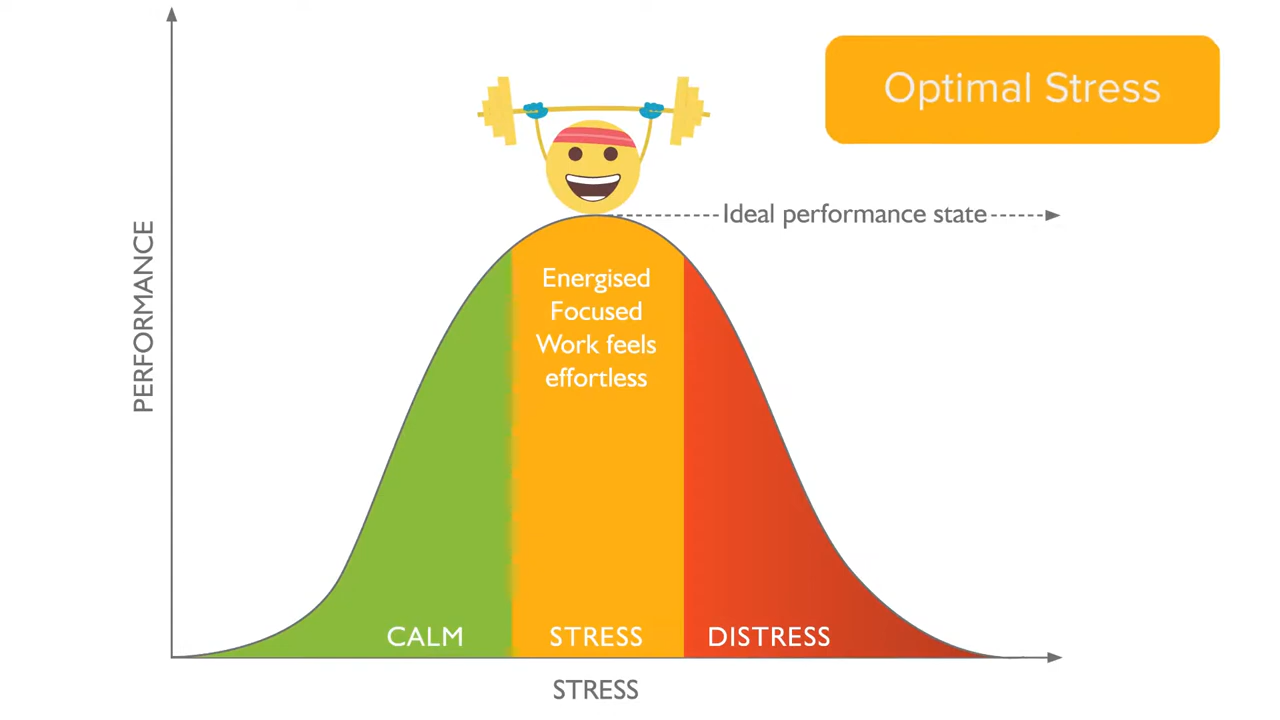 Optimal Stress
Ideal performance state
PERFORMANCE
Energised
Focused
Work feels
effortless
CALM
STRESS
DISTRESS
STRESS